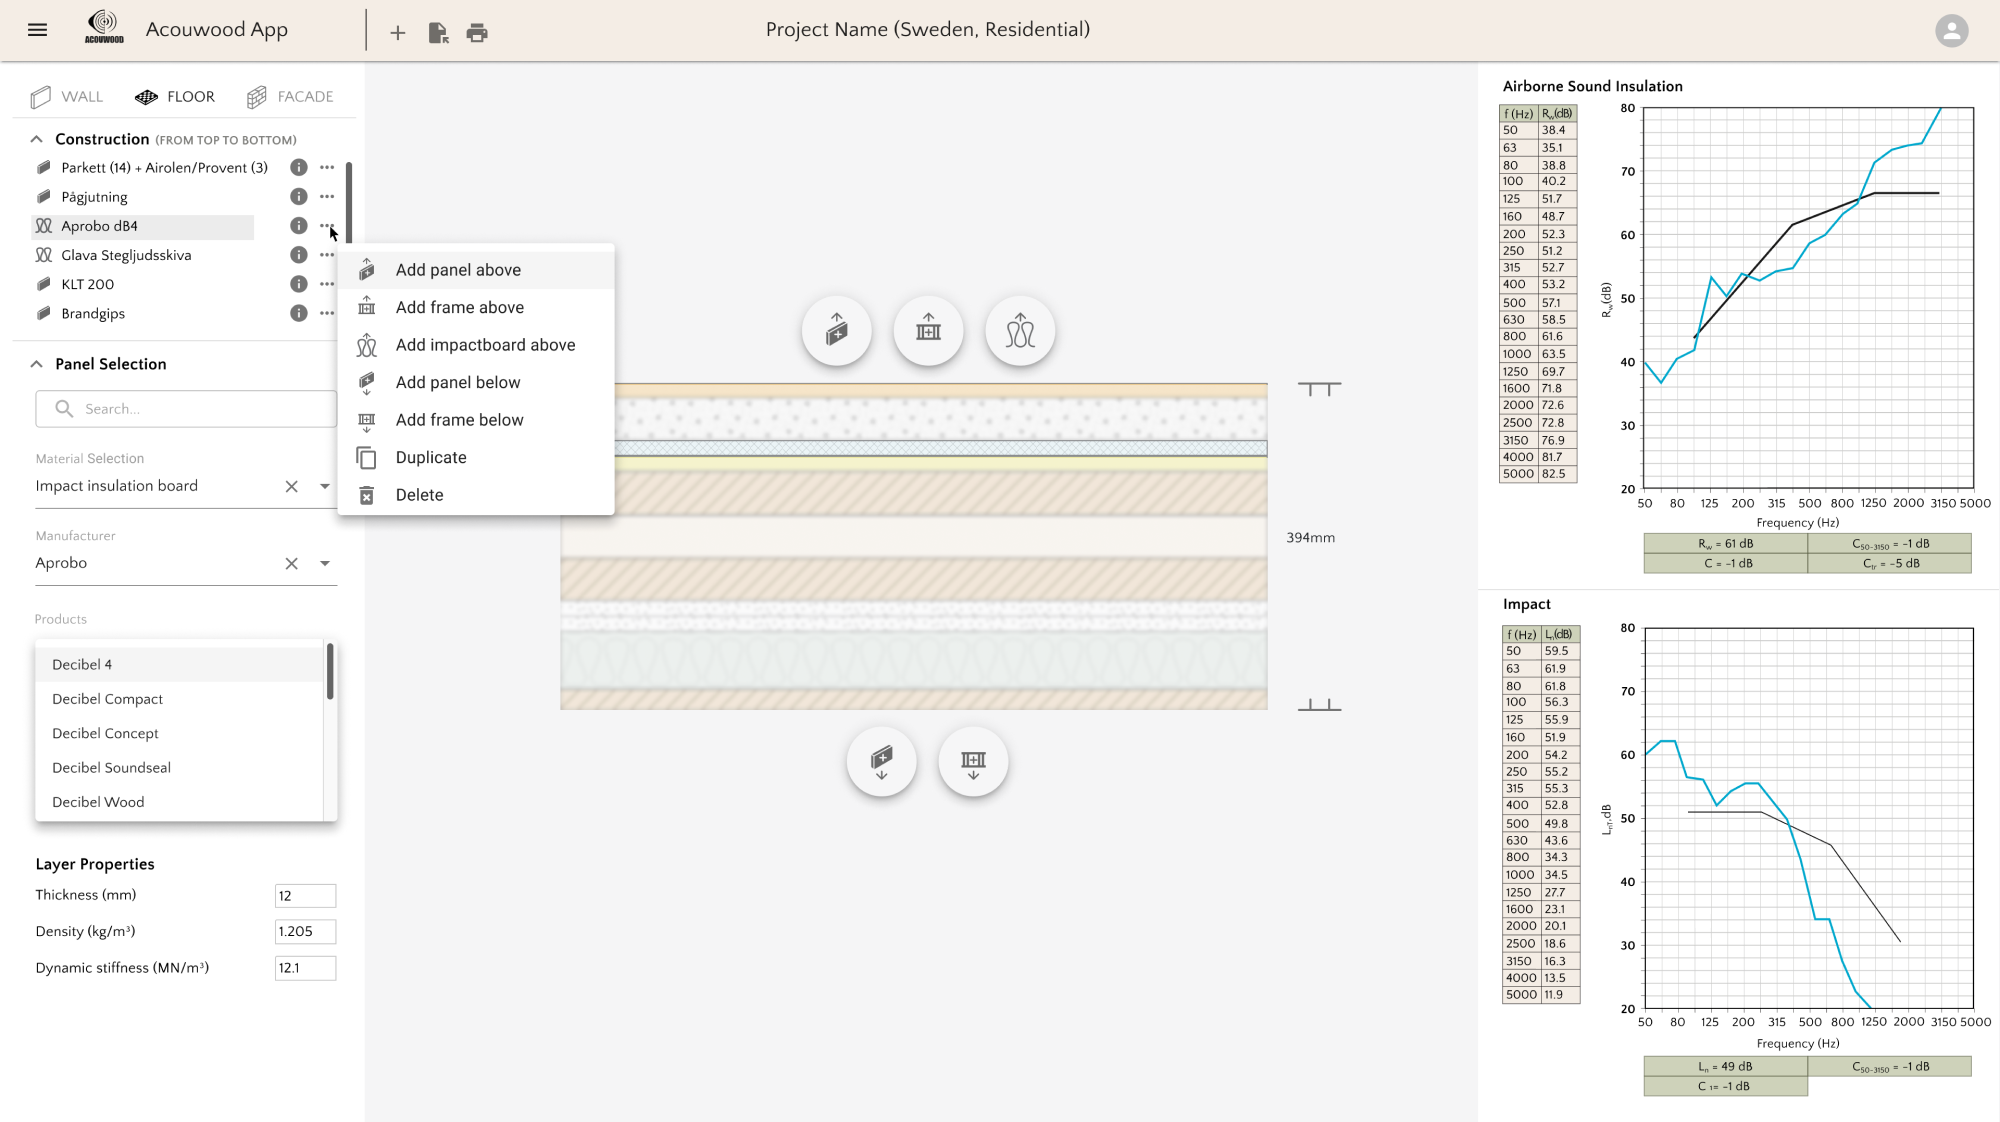 ACOUWOOD
Acouwood App
Project Name (Sweden, Residential)
WALL
FLOOR
FACADE
Construction (FROM TOP TO BOTTOM)
Parkett (14) + Airolen/Provent (3)
Pågjutning
Aprobo dB4
Glava Stegljudsskiva
KLT 200
Brandgips
Panel Selection
Search...
Material Selection
Impact insulation board
Manufacturer
Aprobo
Products
Decibel 4
Decibel Compact
Decibel Concept
Decibel Soundseal
Decibel Wood
Layer Properties
Thickness (mm) 12
Density (kg/m³) 1.205
Dynamic stiffness (MN/m³) 12.1
Add panel above
Add frame above
Add impactboard above
Add panel below
Add frame below
Duplicate
Delete
394mm
Airborne Sound Insulation
f (Hz) Rw(dB)
50 38.4
63 35.1
80 38.8
100 40.2
125 51.7
160 48.7
200 52.3
250 51.2
315 52.7
400 53.2
500 57.1
630 58.5
800 61.6
1000 63.5
1250 69.7
1600 71.8
2000 72.6
2500 72.8
3150 76.9
4000 81.7
5000 82.5
Rw(dB)
80
70
60
50
40
30
20
50 80 125 200 315 500 800 1250 2000 3150 5000
Frequency (Hz)
Rw = 61 dB C50-3150 = -1 dB
C = -1 dB Ctr = -5 dB
Impact
f (Hz) Ln(dB)
50 59.5
63 61.9
80 61.8
100 56.3
125 55.9
160 51.9
200 54.2
250 55.2
315 55.3
400 52.8
500 49.8
630 43.6
800 34.3
1000 34.5
1250 27.7
1600 23.1
2000 20.1
2500 18.6
3150 16.3
4000 13.5
5000 11.9
LnT,dB
80
70
60
50
40
30
20
50 80 125 200 315 500 800 1250 2000 3150 5000
Frequency (Hz)
Ln = 49 dB C50-3150 = -1 dB
C 1= -1 dB